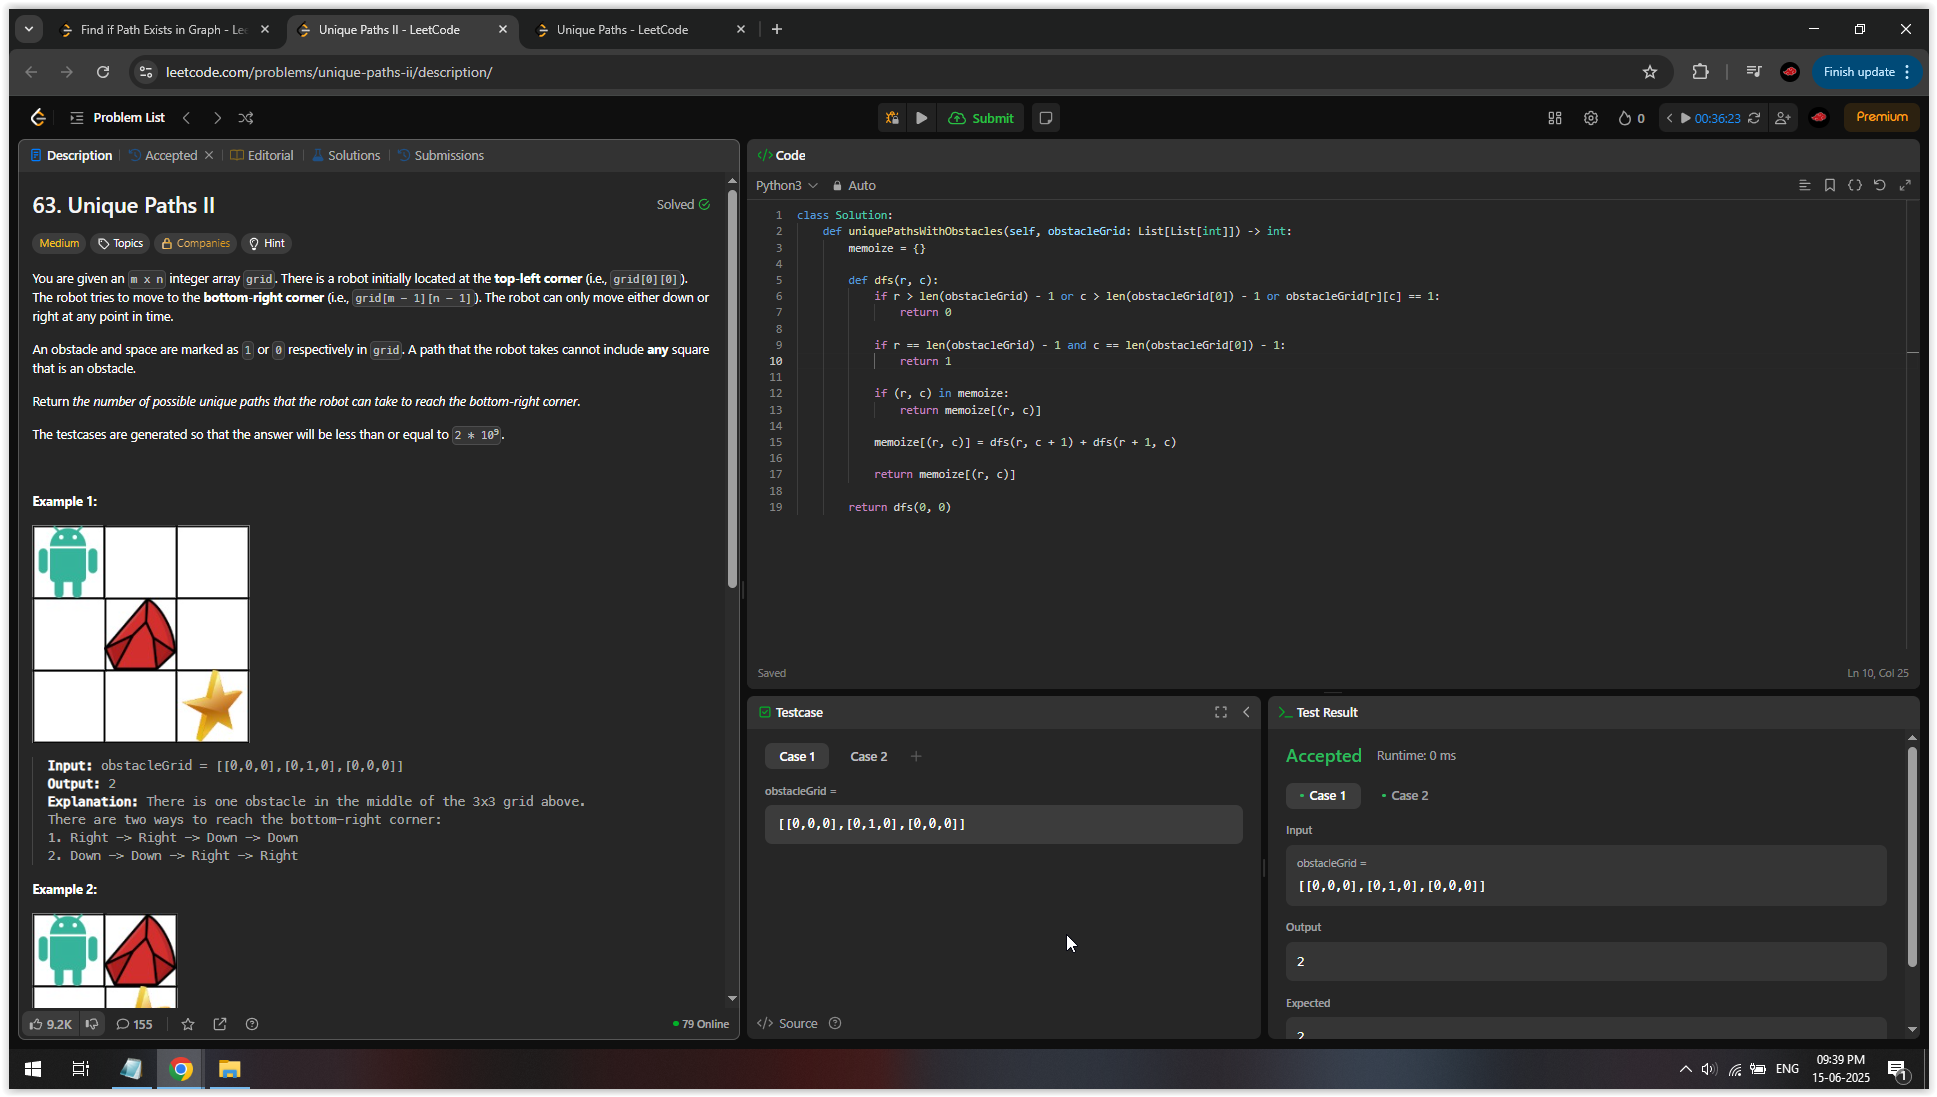 Find if Path Exists in Graph - Lee
Unique Paths II - LeetCode
Unique Paths - LeetCode
leetcode.com/problems/unique-paths-ii/description/
Finish update
Problem List
Submit
0
00:36:23
Premium
Description
Accepted
Editorial
Solutions
Submissions
63. Unique Paths II
Solved
Medium
Topics
Companies
Hint
You are given an m x n integer array grid. There is a robot initially located at the top-left corner (i.e., grid[0][0]).
The robot tries to move to the bottom-right corner (i.e., grid[m - 1][n - 1]). The robot can only move either down or
right at any point in time.
An obstacle and space are marked as 1 or 0 respectively in grid. A path that the robot takes cannot include any square
that is an obstacle.
Return the number of possible unique paths that the robot can take to reach the bottom-right corner.
The testcases are generated so that the answer will be less than or equal to 2 * 10⁹.
Example 1:
Input: obstacleGrid = [[0,0,0],[0,1,0],[0,0,0]]
Output: 2
Explanation: There is one obstacle in the middle of the 3x3 grid above.
There are two ways to reach the bottom-right corner:
1. Right -> Right -> Down -> Down
2. Down -> Down -> Right -> Right
Example 2:
9.2K
155
79 Online
</> Code
Python3
Auto
1 class Solution:
2 def uniquePathsWithObstacles(self, obstacleGrid: List[List[int]]) -> int:
3 memoize = {}
4
5 def dfs(r, c):
6 if r > len(obstacleGrid) - 1 or c > len(obstacleGrid[0]) - 1 or obstacleGrid[r][c] == 1:
7 return 0
8
9 if r == len(obstacleGrid) - 1 and c == len(obstacleGrid[0]) - 1:
10 return 1
11
12 if (r, c) in memoize:
13 return memoize[(r, c)]
14
15 memoize[(r, c)] = dfs(r, c + 1) + dfs(r + 1, c)
16
17 return memoize[(r, c)]
18
19 return dfs(0, 0)
Saved
Ln 10, Col 25
Testcase
Case 1
Case 2
obstacleGrid =
[[0,0,0],[0,1,0],[0,0,0]]
</> Source
Test Result
Accepted
Runtime: 0 ms
Case 1
Case 2
Input
obstacleGrid =
[[0,0,0],[0,1,0],[0,0,0]]
Output
2
Expected
2
ENG
09:39 PM
15-06-2025
1